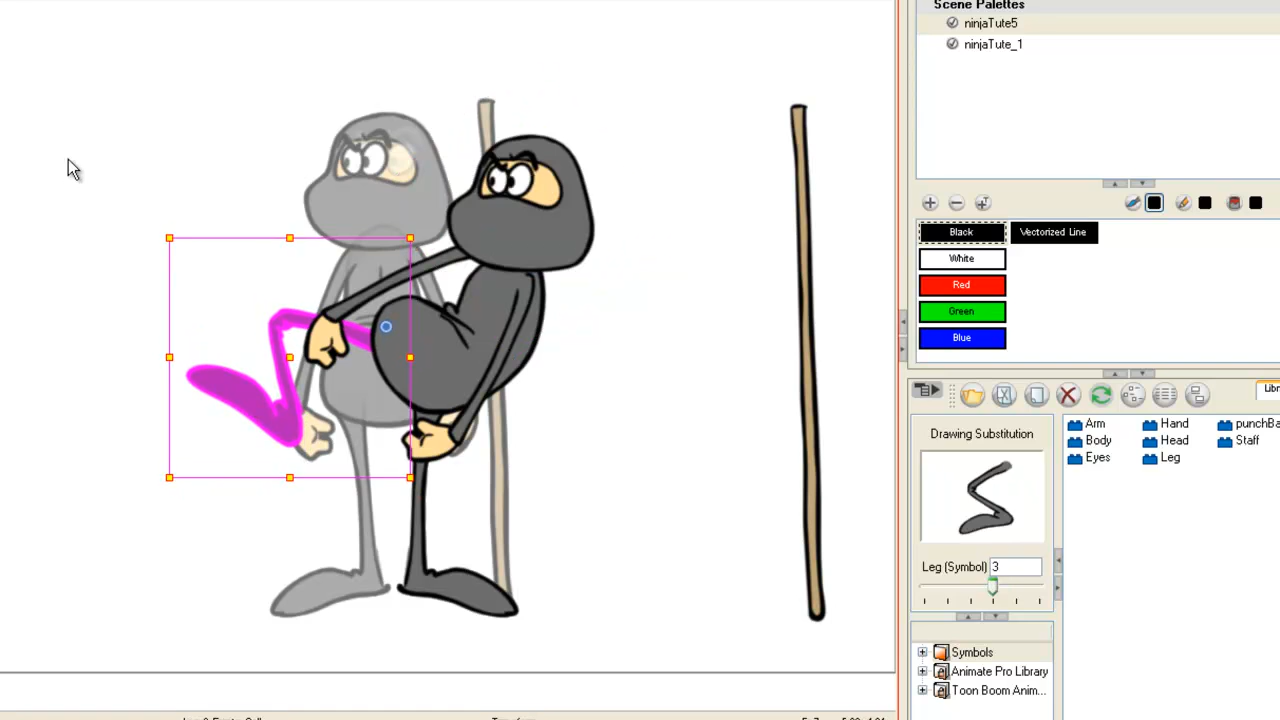 Scene Palettes
ninjaTute5
ninjaTute_1
Black
Vectorized Line
White
Red
Green
Blue
Drawing Substitution
Leg (Symbol) 3
Arm
Hand
Body
Head
Staff
Eyes
Leg
Symbols
Animate Pro Library
Toon Boom Anim...